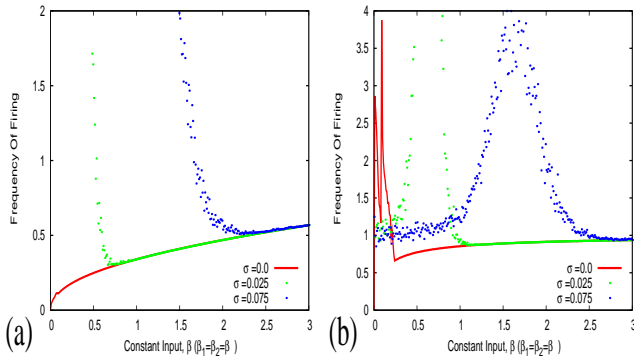 2
1.5
1
0.5
0
0 0.5 1 1.5 2 2.5 3
Frequency Of Firing
Constant Input, β (β1=β2=β )
σ=0.0
σ=0.025
σ=0.075
(a)
4
3.5
3
2.5
2
1.5
1
0.5
0
0 0.5 1 1.5 2 2.5 3
Frequency Of Firing
Constant Input, β (β1=β2=β )
σ=0.0
σ=0.025
σ=0.075
(b)